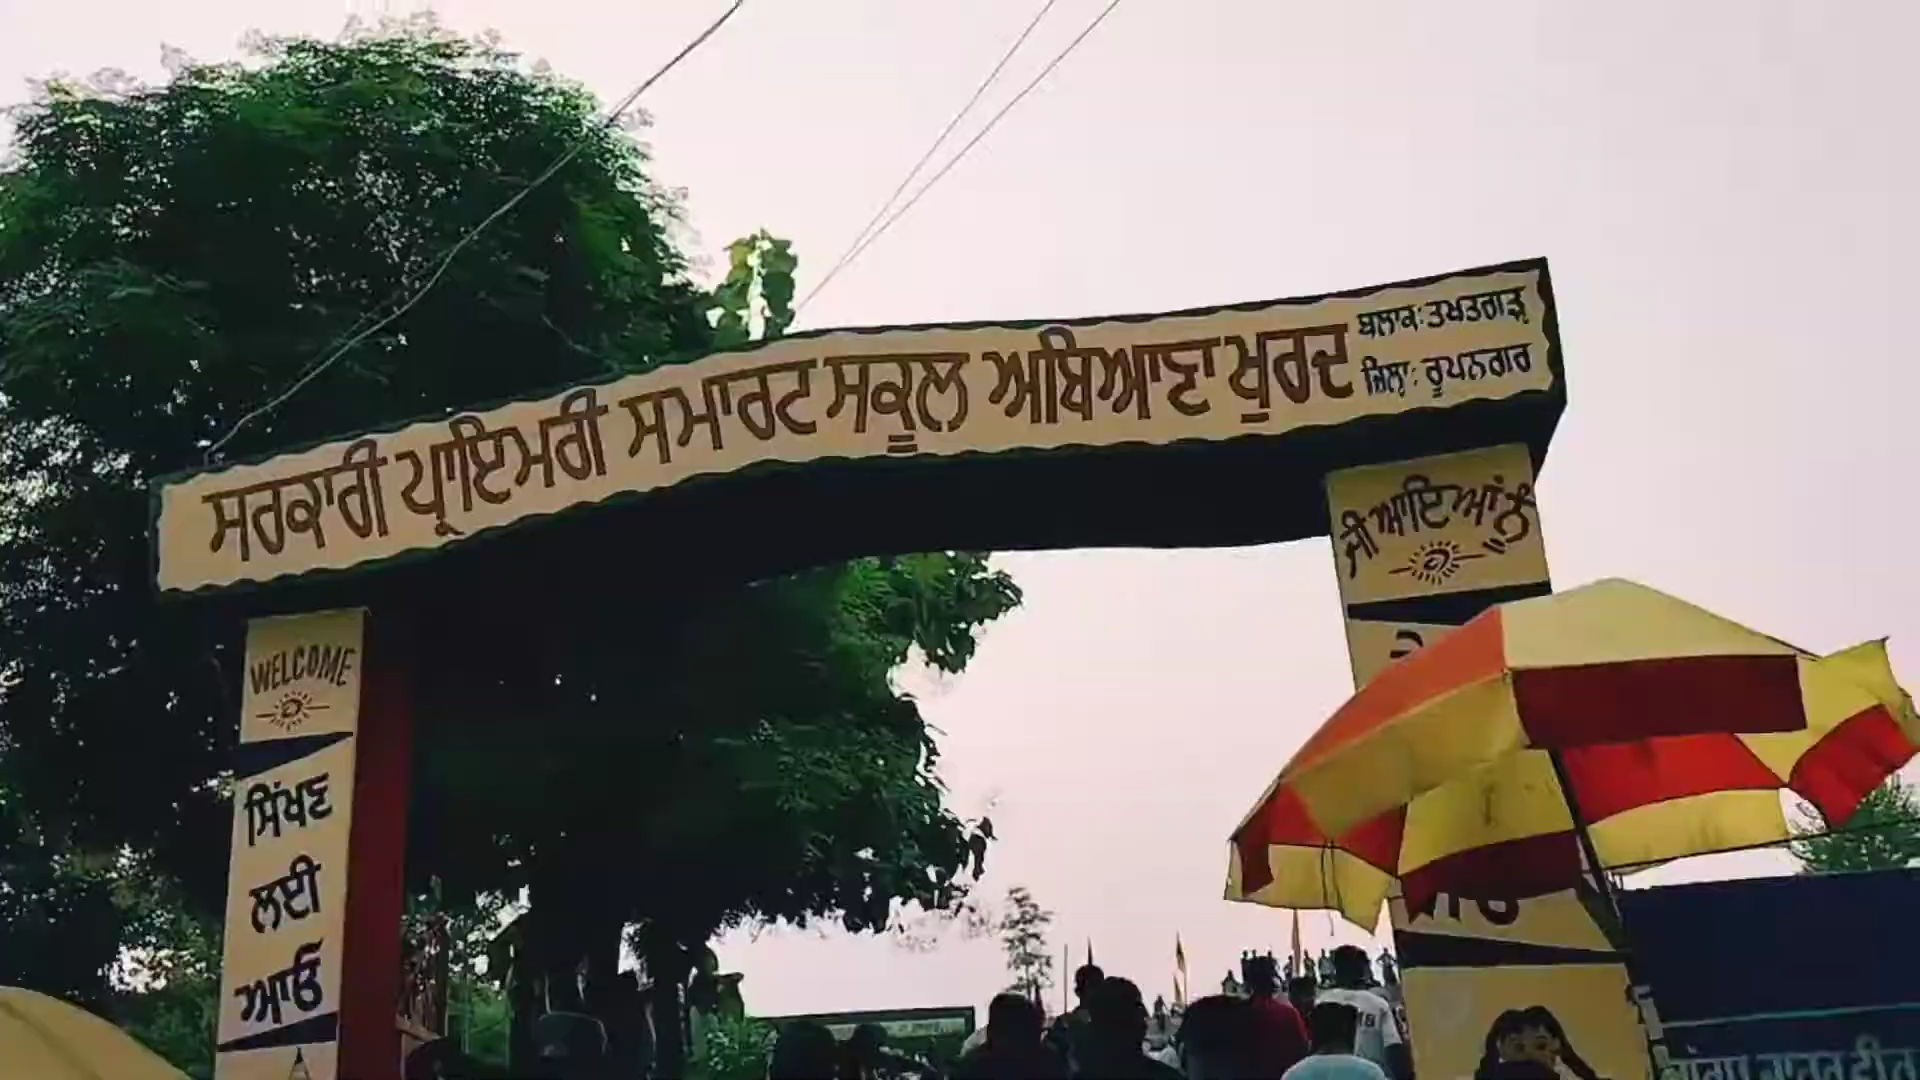 ਸਰਕਾਰੀ ਪ੍ਰਾਇਮਰੀ ਸਮਾਰਟ ਸਕੂਲ ਅਬਿਆਣਾ ਖੁਰਦ
ਬਲਾਕ: ਤਖਤਗੜ੍ਹ
ਜ਼ਿਲ੍ਹਾ: ਰੂਪਨਗਰ
WELCOME
ਸਿੱਖਣ
ਲਈ
ਆਓ
ਜੀ ਆਇਆਂ ਨੂੰ